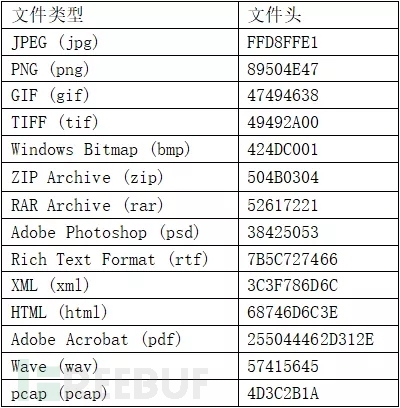 文件类型 文件头
JPEG (jpg) FFD8FFE1
PNG (png) 89504E47
GIF (gif) 47494638
TIFF (tif) 49492A00
Windows Bitmap (bmp) 424DC001
ZIP Archive (zip) 504B0304
RAR Archive (rar) 52617221
Adobe Photoshop (psd) 38425053
Rich Text Format (rtf) 7B5C727466
XML (xml) 3C3F786D6C
HTML (html) 68746D6C3E
Adobe Acrobat (pdf) 255044462D312E
Wave (wav) 57415645
pcap (pcap) 4D3C2B1A